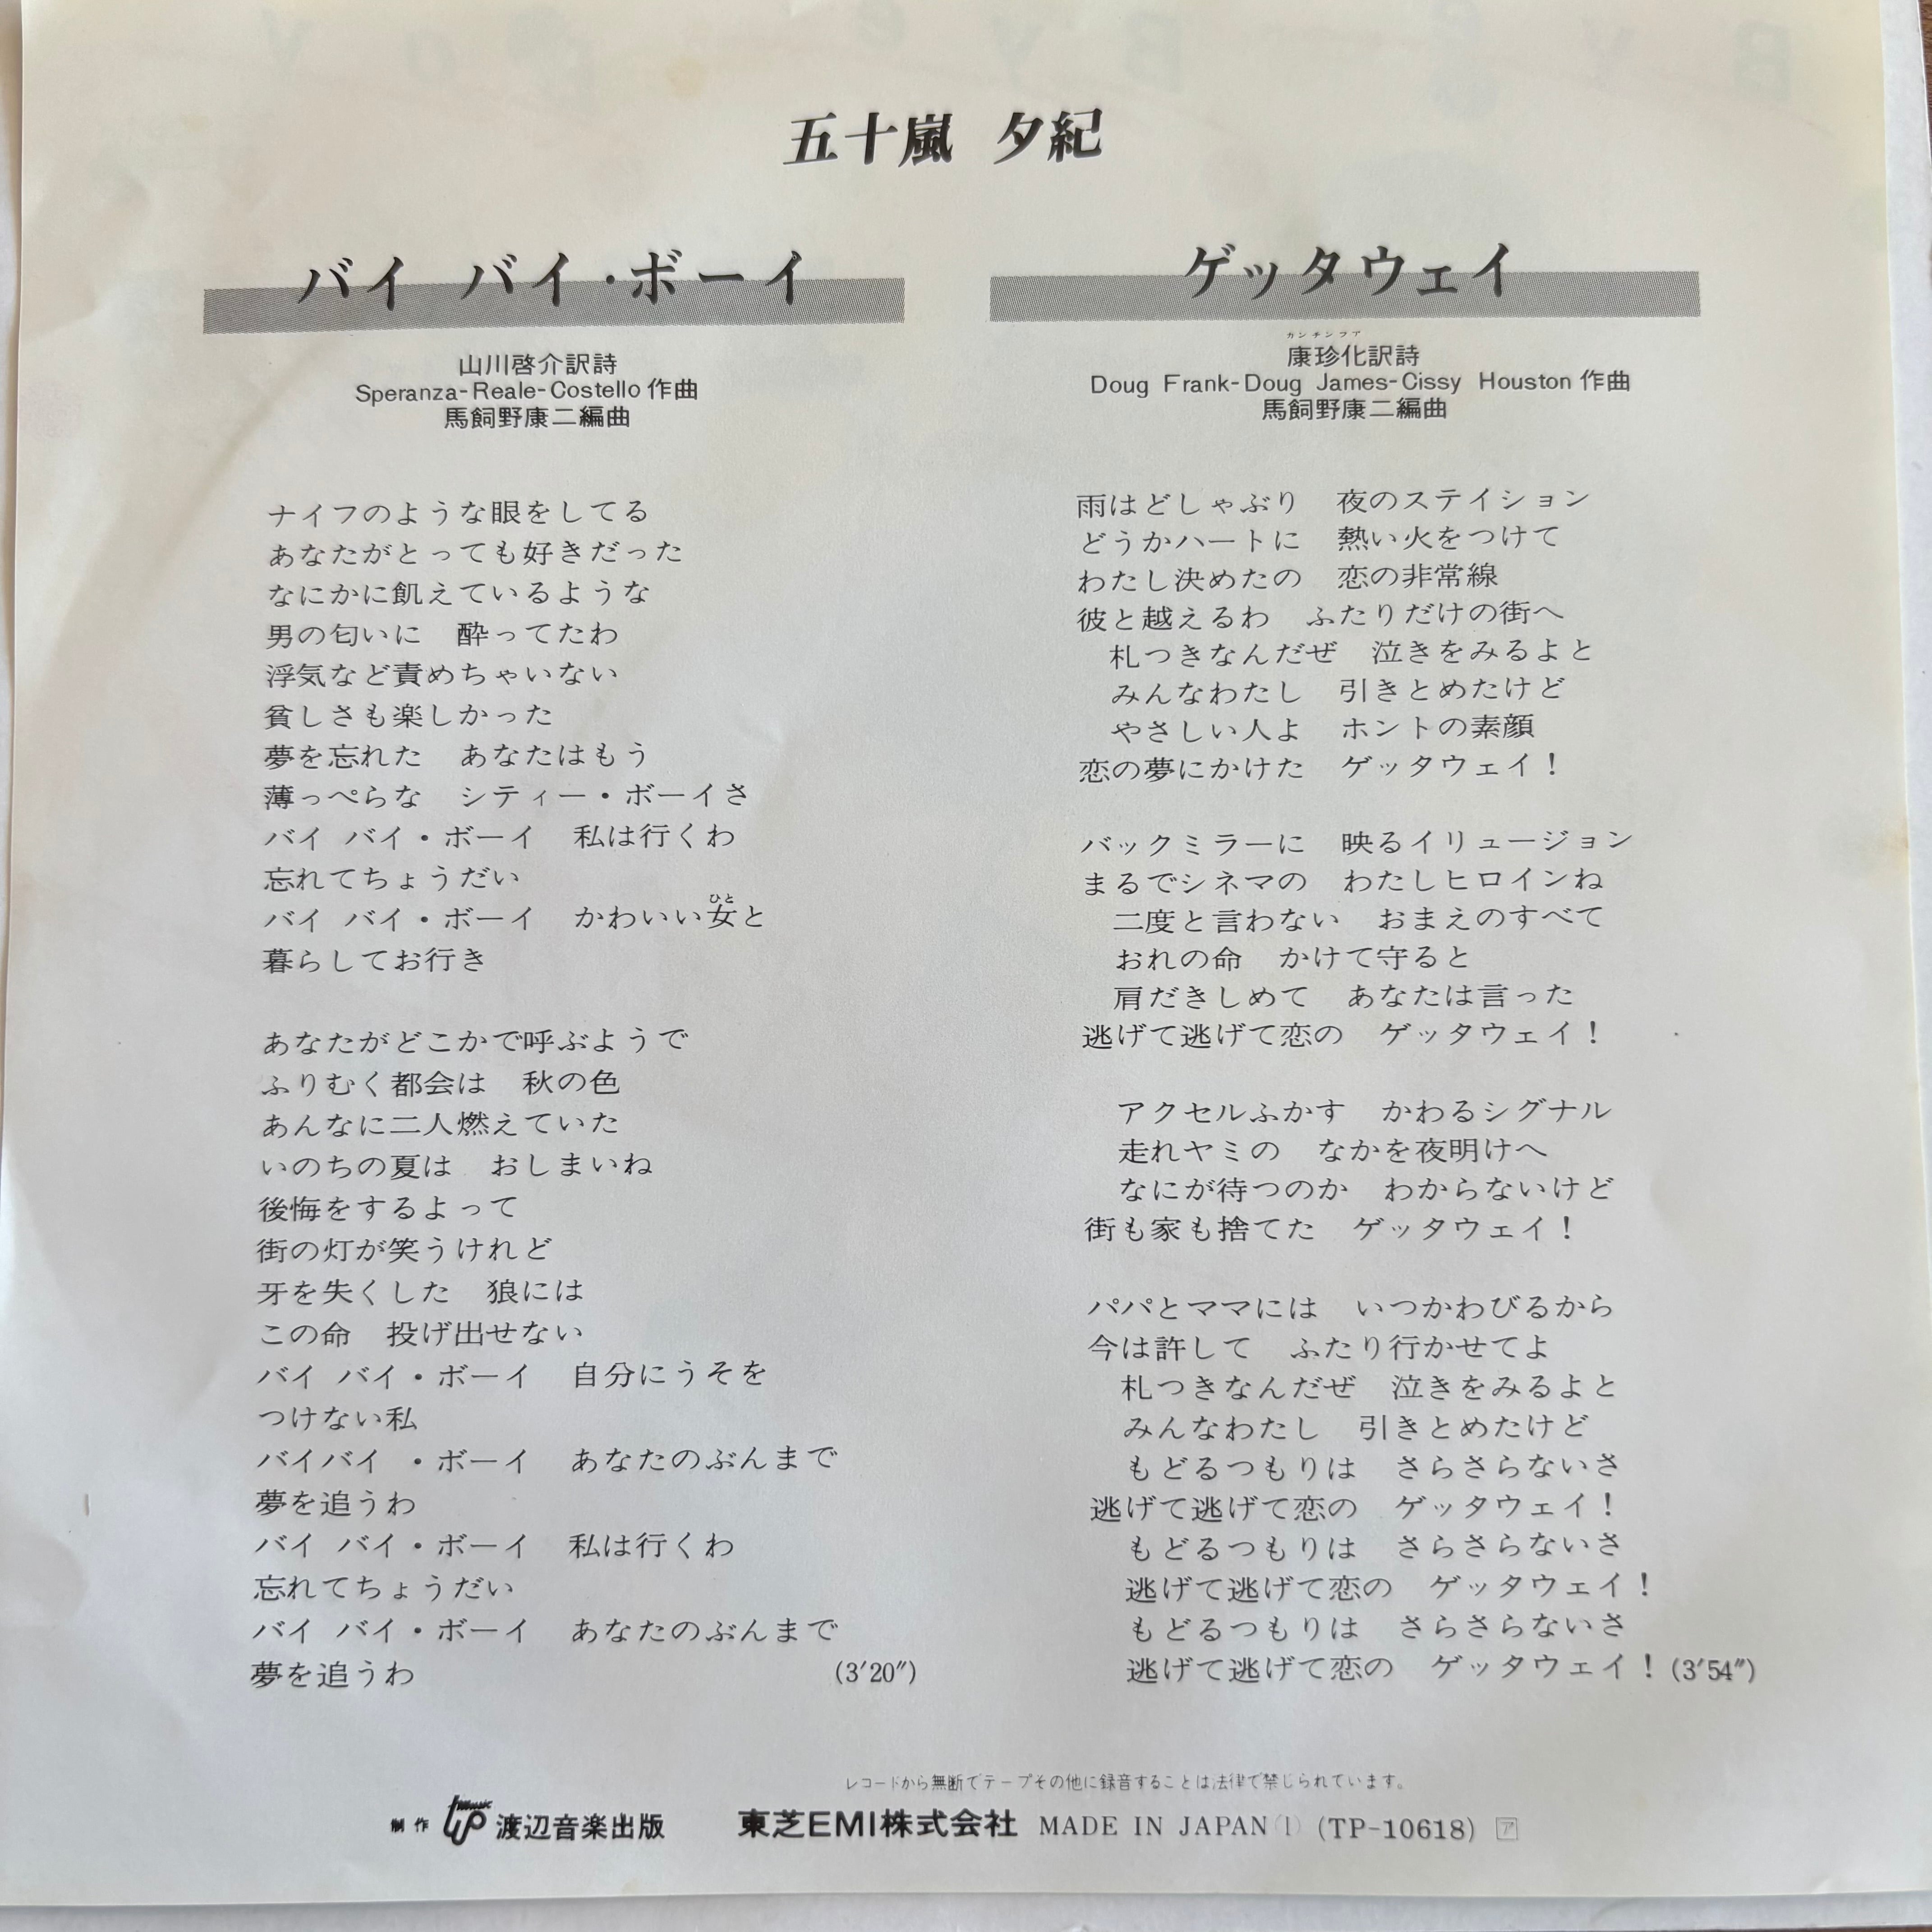 五十嵐 夕紀
バイ バイ・ボーイ
山川啓介訳詩
Speranza-Reale-Costello 作曲
馬飼野康二編曲
ナイフのような眼をしてる
あなたがとっても好きだった
なにかに飢えているような
男の匂いに 酔ってたわ
浮気など責めちゃいない
貧しさも楽しかった
夢を忘れた あなたはもう
薄っぺらな シティー・ボーイさ
バイ バイ・ボーイ 私は行くわ
忘れてちょうだい
ひと
バイ バイ・ボーイ かわいい女と
暮らしてお行き
あなたがどこかで呼ぶようで
ふりむく都会は 秋の色
あんなに二人燃えていた
いのちの夏は おしまいね
後悔をするよって
街の灯が笑うけれど
牙を失くした 狼には
この命 投げ出せない
バイ バイ・ボーイ 自分にうそを
つけない私
バイバイ ・ボーイ あなたのぶんまで
夢を追うわ
バイ バイ・ボーイ 私は行くわ
忘れてちょうだい
バイ バイ・ボーイ あなたのぶんまで
夢を追うわ (3′20″)
ゲッタウェイ
カンチンファ
康珍化訳詩
Doug Frank-Doug James-Cissy Houston 作曲
馬飼野康二編曲
雨はどしゃぶり 夜のステイション
どうかハートに 熱い火をつけて
わたし決めたの 恋の非常線
彼と越えるわ ふたりだけの街へ
札つきなんだぜ 泣きをみるよと
みんなわたし 引きとめたけど
やさしい人よ ホントの素顔
恋の夢にかけた ゲッタウェイ!
バックミラーに 映るイリュージョン
まるでシネマの わたしヒロインね
二度と言わない おまえのすべて
おれの命 かけて守ると
肩だきしめて あなたは言った
逃げて逃げて恋の ゲッタウェイ!
アクセルふかす かわるシグナル
走れヤミの なかを夜明けへ
なにが待つのか わからないけど
街も家も捨てた ゲッタウェイ!
パパとママには いつかわびるから
今は許して ふたり行かせてよ
札つきなんだぜ 泣きをみるよと
みんなわたし 引きとめたけど
もどるつもりは さらさらないさ
逃げて逃げて恋の ゲッタウェイ!
もどるつもりは さらさらないさ
逃げて逃げて恋の ゲッタウェイ!
もどるつもりは さらさらないさ
逃げて逃げて恋の ゲッタウェイ! (3′54″)
レコードから無断でテープその他に録音することは法律で禁じられています。
制作 渡辺音楽出版 東芝EMI株式会社 MADE IN JAPAN (1) (TP-10618) ア